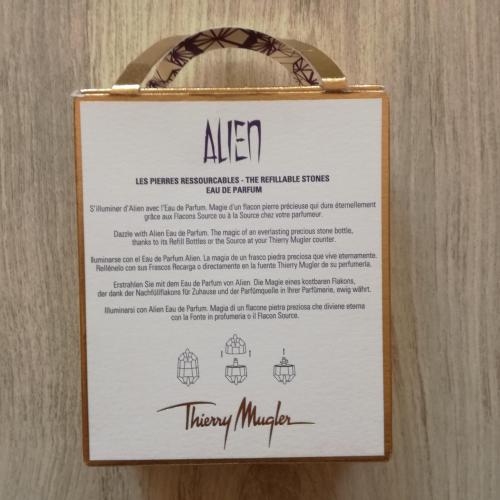 ALIEN
LES PIERRES RESSOURCABLES - THE REFILLABLE STONES
EAU DE PARFUM
S'illuminer d'Alien avec l'Eau de Parfum. Magie d'un flacon pierre précieuse qui dure éternellement
grâce aux Flacons Source ou à la Source chez votre parfumeur.
Dazzle with Alien Eau de Parfum. The magic of an everlasting precious stone bottle,
thanks to its Refill Bottles or the Source at your Thierry Mugler counter.
Iluminarse con el Eau de Parfum Alien. La magia de un frasco piedra preciosa que vive eternamente.
Rellénelo con sus Frascos Recarga o directamente en la fuente Thierry Mugler de su perfumería.
Erstrahlen Sie mit dem Eau de Parfum von Alien. Die Magie eines kostbaren Flakons,
der dank der Nachfüllflakons für Zuhause und der Parfümquelle in Ihrer Parfümerie, ewig währt.
Illuminarsi con Alien Eau de Parfum. Magia di un flacone pietra preziosa che diviene eterna
con la Fonte in profumeria o il Flacon Source.
Thierry Mugler